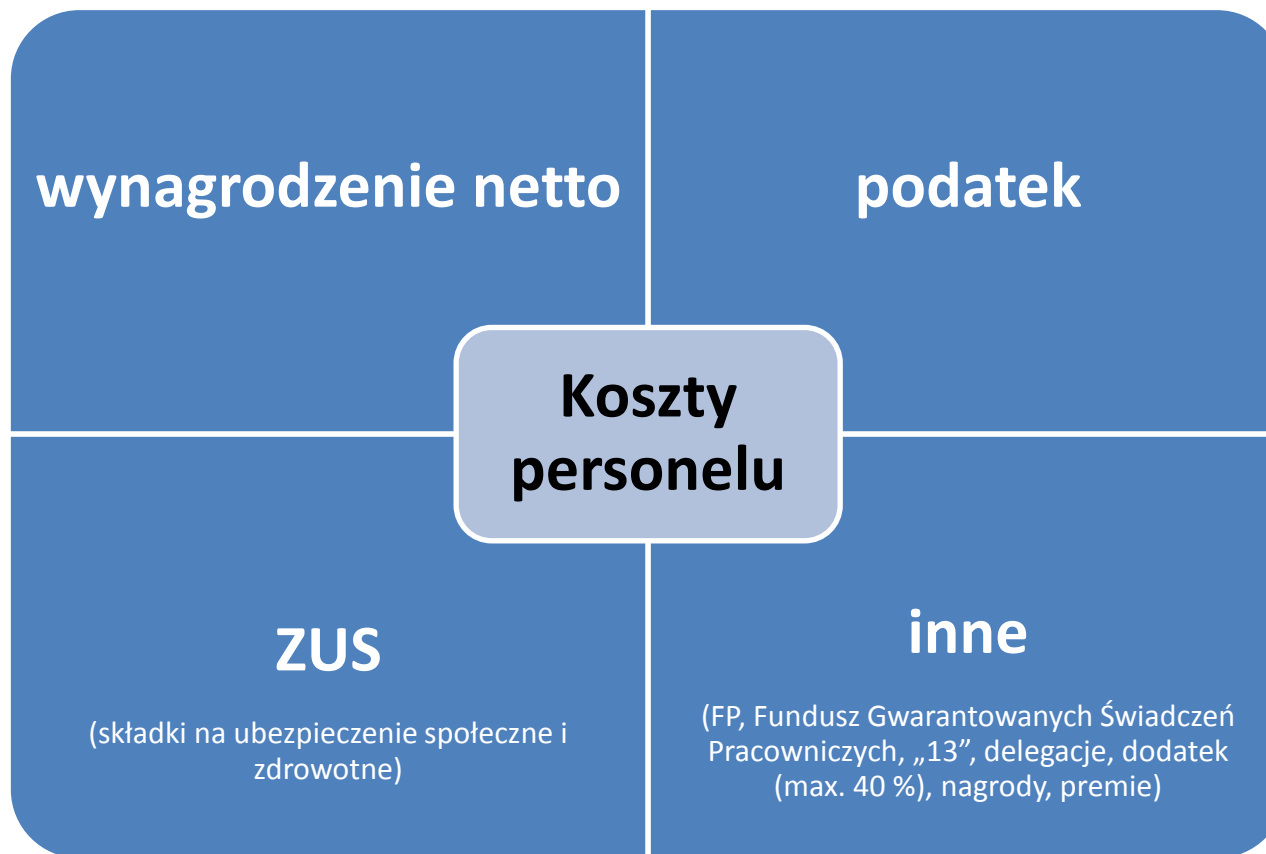 wynagrodzenie netto
podatek
Koszty
personelu
ZUS
(składki na ubezpieczenie społeczne i
zdrowotne)
inne
(FP, Fundusz Gwarantowanych Świadczeń
Pracowniczych, „13”, delegacje, dodatek
(max. 40 %), nagrody, premie)